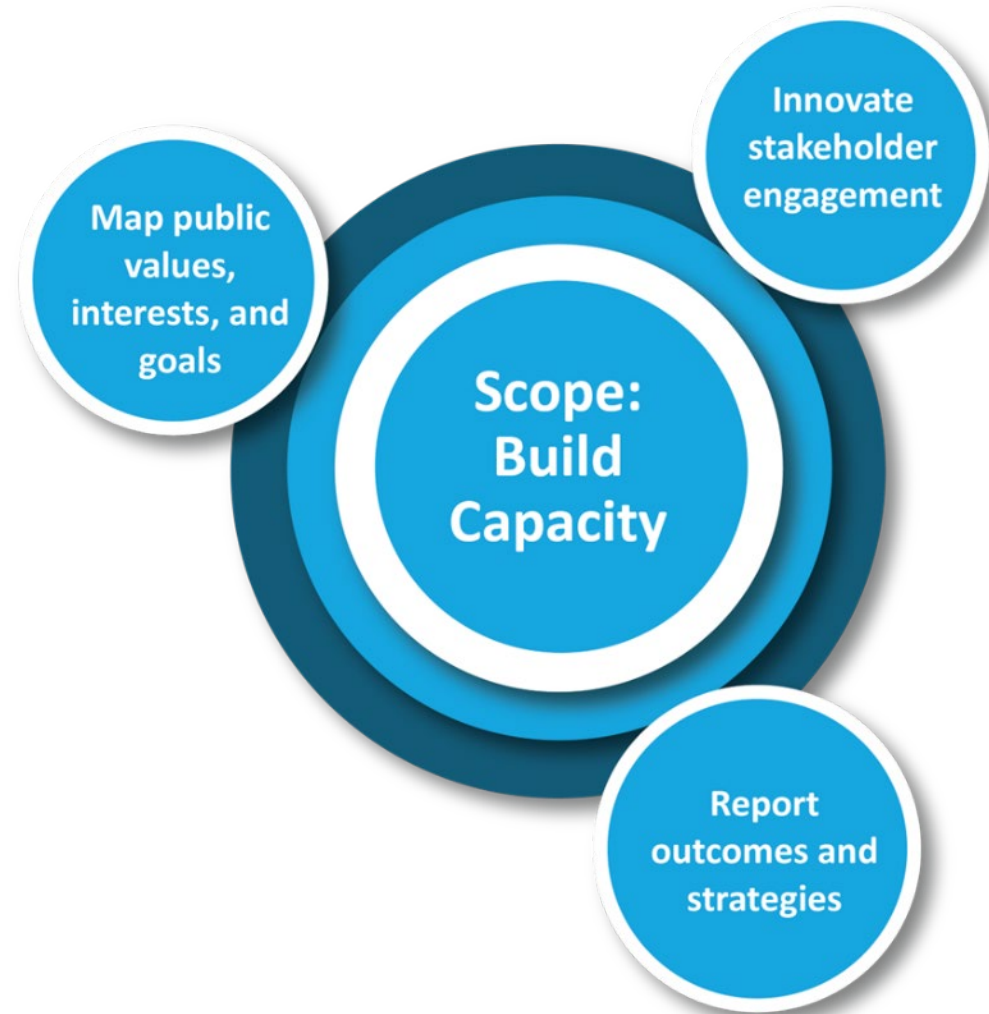 Innovate
stakeholder
engagement
Map public
values,
interests, and
goals
Scope:
Build
Capacity
Report
outcomes and
strategies